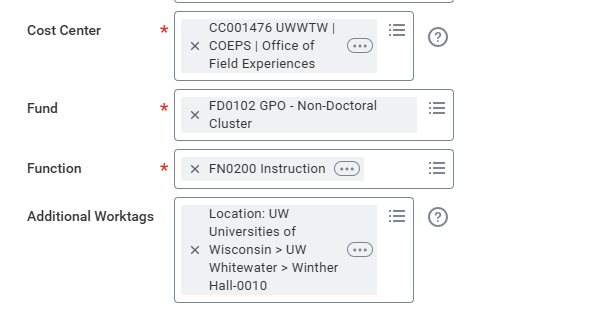 Cost Center *
CC001476 UWWTW |
COEPS | Office of
Field Experiences
Fund *
FD0102 GPO - Non-Doctoral
Cluster
Function *
FN0200 Instruction
Additional Worktags
Location: UW
Universities of
Wisconsin > UW
Whitewater > Winther
Hall-0010